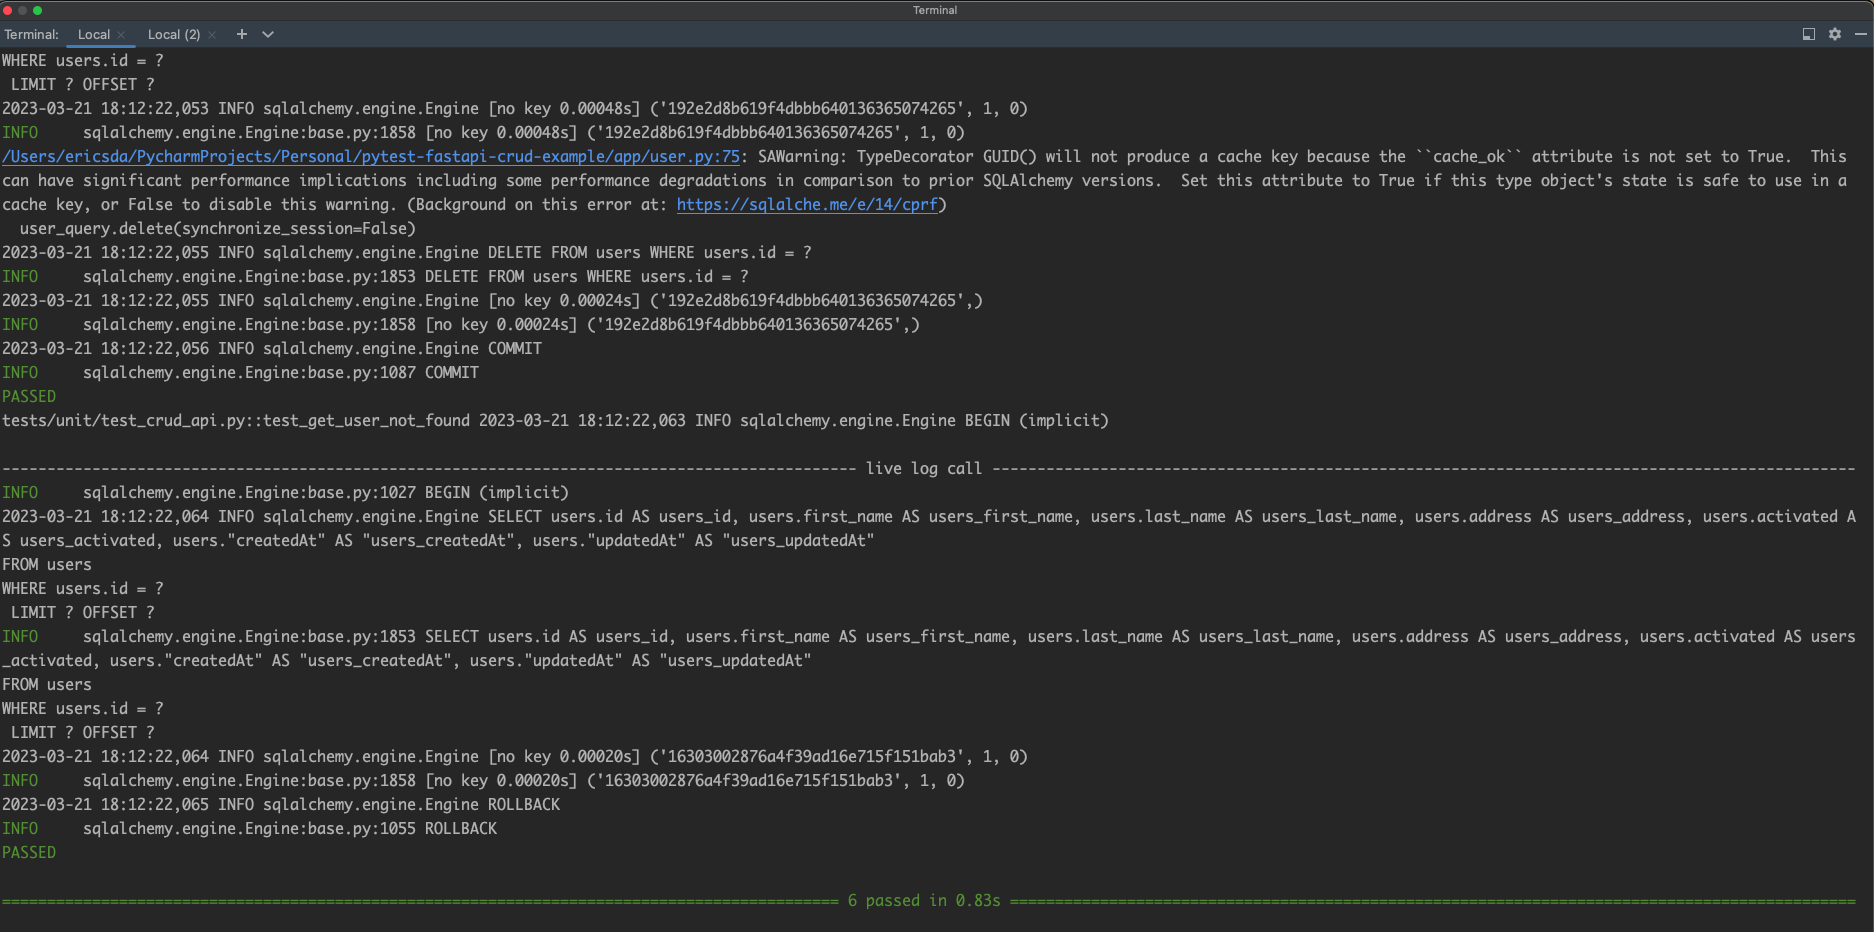 Terminal
Terminal: Local × Local (2) × +
WHERE users.id = ?
 LIMIT ? OFFSET ?
2023-03-21 18:12:22,053 INFO sqlalchemy.engine.Engine [no key 0.00048s] ('192e2d8b619f4dbbb640136365074265', 1, 0)
INFO     sqlalchemy.engine.Engine:base.py:1858 [no key 0.00048s] ('192e2d8b619f4dbbb640136365074265', 1, 0)
/Users/ericsda/PycharmProjects/Personal/pytest-fastapi-crud-example/app/user.py:75: SAWarning: TypeDecorator GUID() will not produce a cache key because the ``cache_ok`` attribute is not set to True.  This
can have significant performance implications including some performance degradations in comparison to prior SQLAlchemy versions.  Set this attribute to True if this type object's state is safe to use in a
cache key, or False to disable this warning. (Background on this error at: https://sqlalche.me/e/14/cprf)
  user_query.delete(synchronize_session=False)
2023-03-21 18:12:22,055 INFO sqlalchemy.engine.Engine DELETE FROM users WHERE users.id = ?
INFO     sqlalchemy.engine.Engine:base.py:1853 DELETE FROM users WHERE users.id = ?
2023-03-21 18:12:22,055 INFO sqlalchemy.engine.Engine [no key 0.00024s] ('192e2d8b619f4dbbb640136365074265',)
INFO     sqlalchemy.engine.Engine:base.py:1858 [no key 0.00024s] ('192e2d8b619f4dbbb640136365074265',)
2023-03-21 18:12:22,056 INFO sqlalchemy.engine.Engine COMMIT
INFO     sqlalchemy.engine.Engine:base.py:1087 COMMIT
PASSED
tests/unit/test_crud_api.py::test_get_user_not_found 2023-03-21 18:12:22,063 INFO sqlalchemy.engine.Engine BEGIN (implicit)
----------------------------------------------------------------------------------------------- live log call ------------------------------------------------------------------------------------------------
INFO     sqlalchemy.engine.Engine:base.py:1027 BEGIN (implicit)
2023-03-21 18:12:22,064 INFO sqlalchemy.engine.Engine SELECT users.id AS users_id, users.first_name AS users_first_name, users.last_name AS users_last_name, users.address AS users_address, users.activated A
S users_activated, users."createdAt" AS "users_createdAt", users."updatedAt" AS "users_updatedAt"
FROM users
WHERE users.id = ?
 LIMIT ? OFFSET ?
INFO     sqlalchemy.engine.Engine:base.py:1853 SELECT users.id AS users_id, users.first_name AS users_first_name, users.last_name AS users_last_name, users.address AS users_address, users.activated AS users
_activated, users."createdAt" AS "users_createdAt", users."updatedAt" AS "users_updatedAt"
FROM users
WHERE users.id = ?
 LIMIT ? OFFSET ?
2023-03-21 18:12:22,064 INFO sqlalchemy.engine.Engine [no key 0.00020s] ('16303002876a4f39ad16e715f151bab3', 1, 0)
INFO     sqlalchemy.engine.Engine:base.py:1858 [no key 0.00020s] ('16303002876a4f39ad16e715f151bab3', 1, 0)
2023-03-21 18:12:22,065 INFO sqlalchemy.engine.Engine ROLLBACK
INFO     sqlalchemy.engine.Engine:base.py:1055 ROLLBACK
PASSED
============================================================================================= 6 passed in 0.83s ==============================================================================================